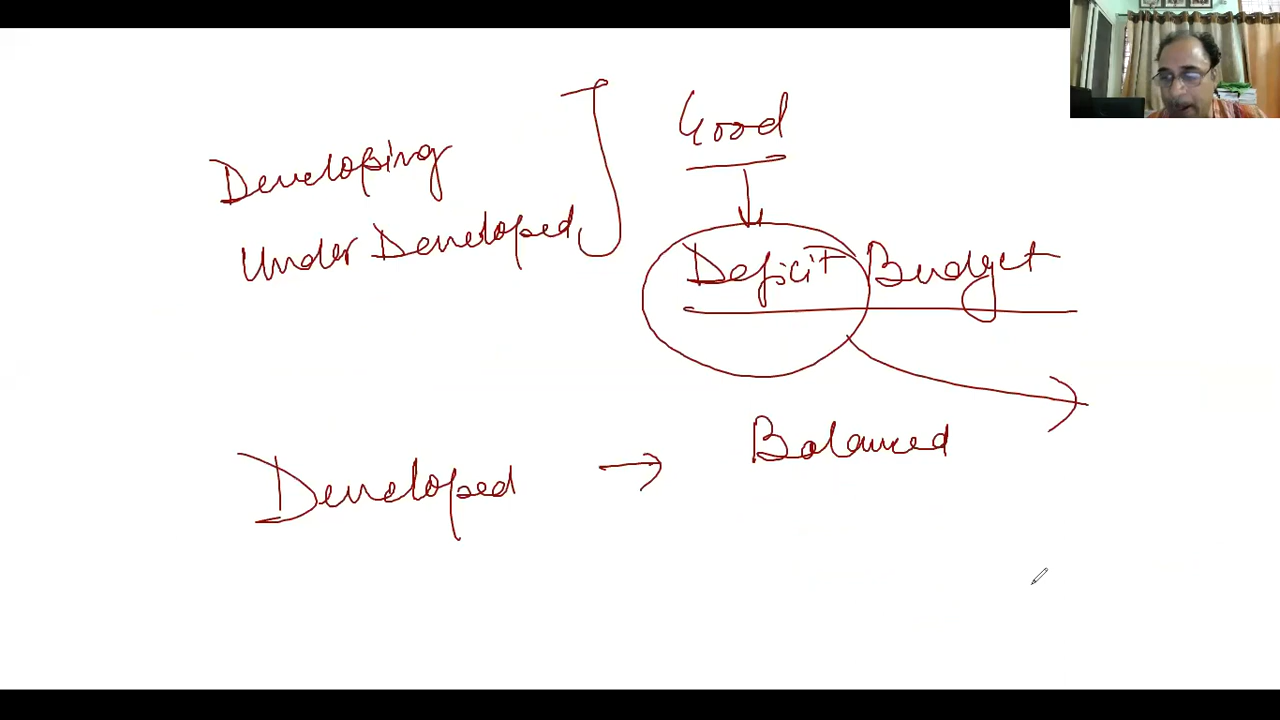 Good
Developing
Under Developed
Deficit Budget
Balanced
Developed